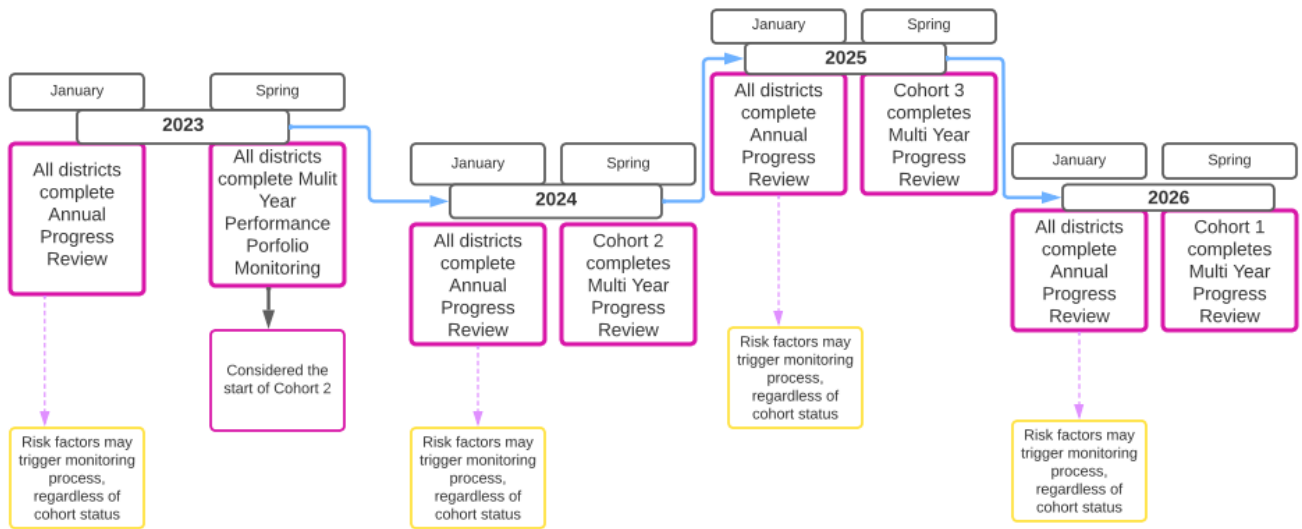 January
Spring
2023
All districts
complete
Annual
Progress
Review
All districts
complete Mulit
Year
Performance
Porfolio
Monitoring
Considered the
start of Cohort 2
Risk factors may
trigger monitoring
process,
regardless of
cohort status
January
Spring
2024
All districts
complete
Annual
Progress
Review
Cohort 2
completes
Multi Year
Progress
Review
Risk factors may
trigger monitoring
process,
regardless of
cohort status
January
Spring
2025
All districts
complete
Annual
Progress
Review
Cohort 3
completes
Multi Year
Progress
Review
Risk factors may
trigger monitoring
process,
regardless of
cohort status
January
Spring
2026
All districts
complete
Annual
Progress
Review
Cohort 1
completes
Multi Year
Progress
Review
Risk factors may
trigger monitoring
process,
regardless of
cohort status